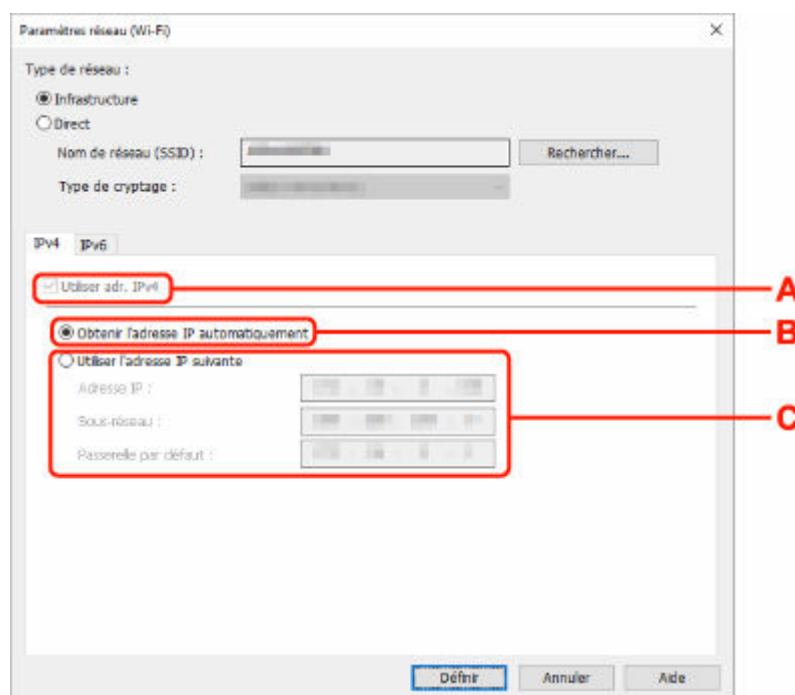 Paramètres réseau (Wi-Fi)
Type de réseau :
Infrastructure
Direct
Nom de réseau (SSID) :
Rechercher...
Type de cryptage :
IPv4 IPv6
Utiliser adr. IPv4
A
Obtenir l'adresse IP automatiquement
B
Utiliser l'adresse IP suivante
Adresse IP :
Sous-réseau :
C
Passerelle par défaut :
Définir Annuler Aide